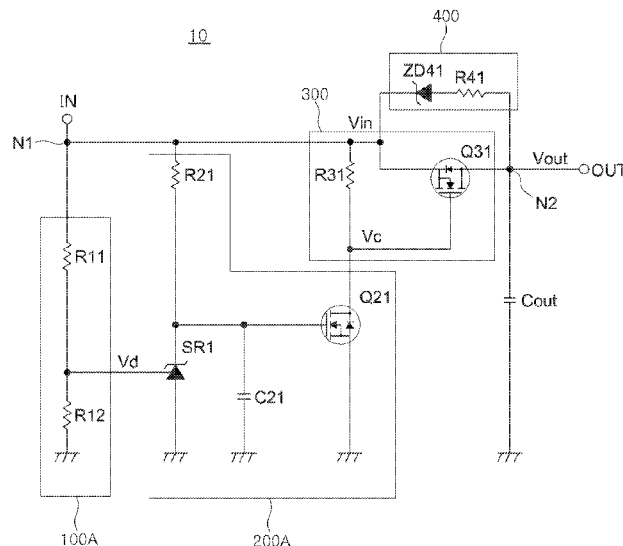 10
400
ZD41
R41
IN
300
N1
Vin
Q31
Vout
OUT
R21
R31
N2
Vc
R11
Q21
Cout
SR1
Vd
C21
R12
100A
200A